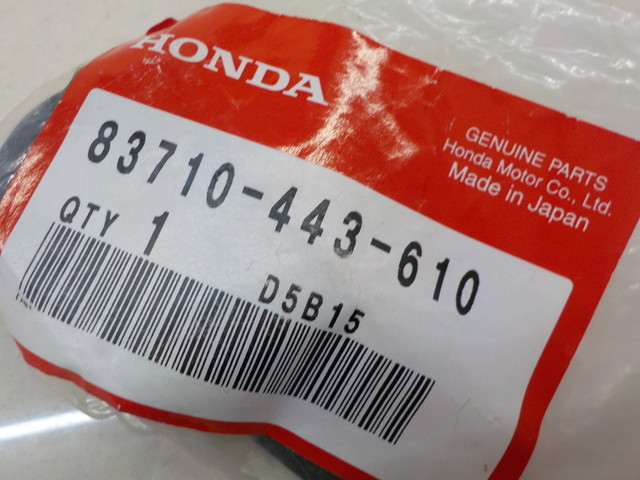 HONDA
GENUINE PARTS
Honda Motor Co., Ltd.
Made in Japan
83710-443-610
QTY 1
D5B15